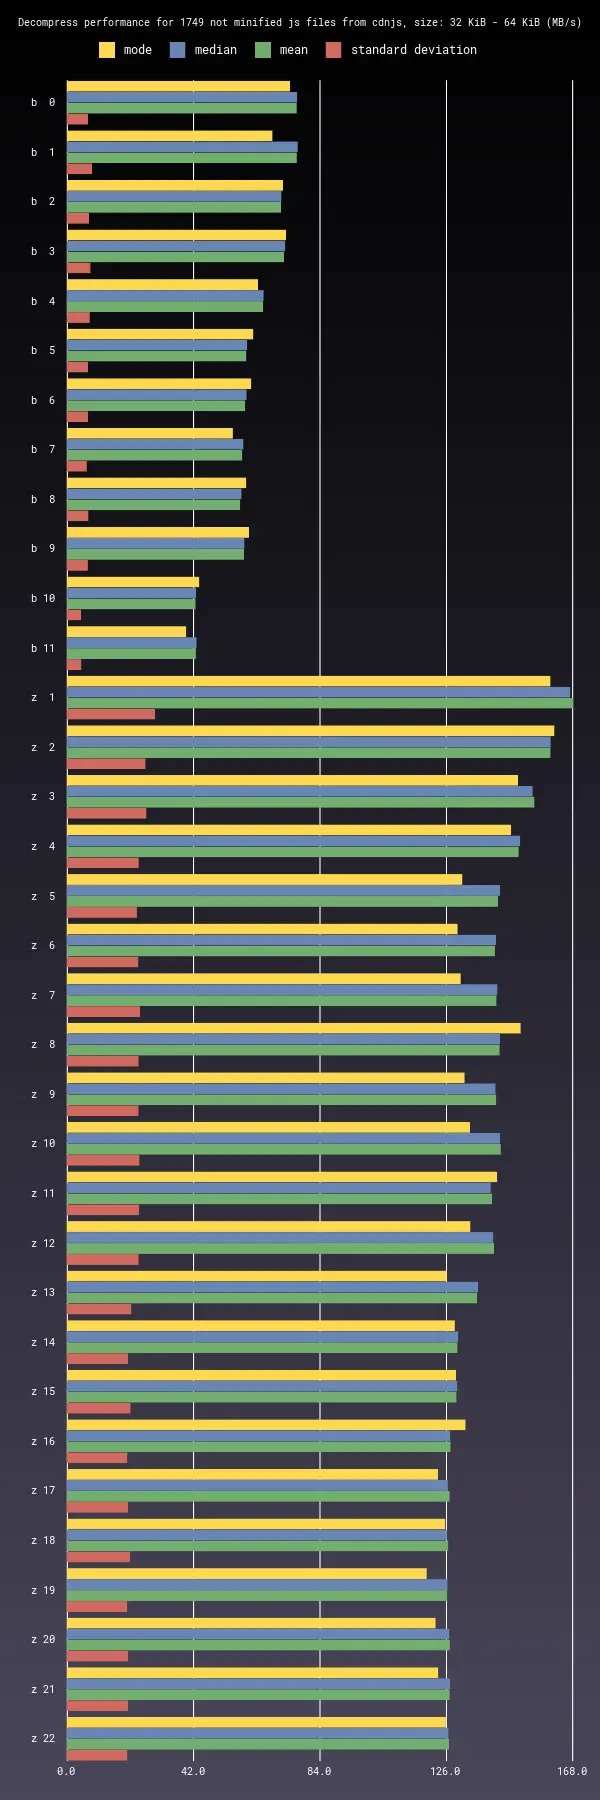 Decompress performance for 1749 not minified js files from cdnjs, size: 32 KiB - 64 KiB (MB/s)
mode median mean standard deviation
b 0
b 1
b 2
b 3
b 4
b 5
b 6
b 7
b 8
b 9
b 10
b 11
z 1
z 2
z 3
z 4
z 5
z 6
z 7
z 8
z 9
z 10
z 11
z 12
z 13
z 14
z 15
z 16
z 17
z 18
z 19
z 20
z 21
z 22
0.0 42.0 84.0 126.0 168.0